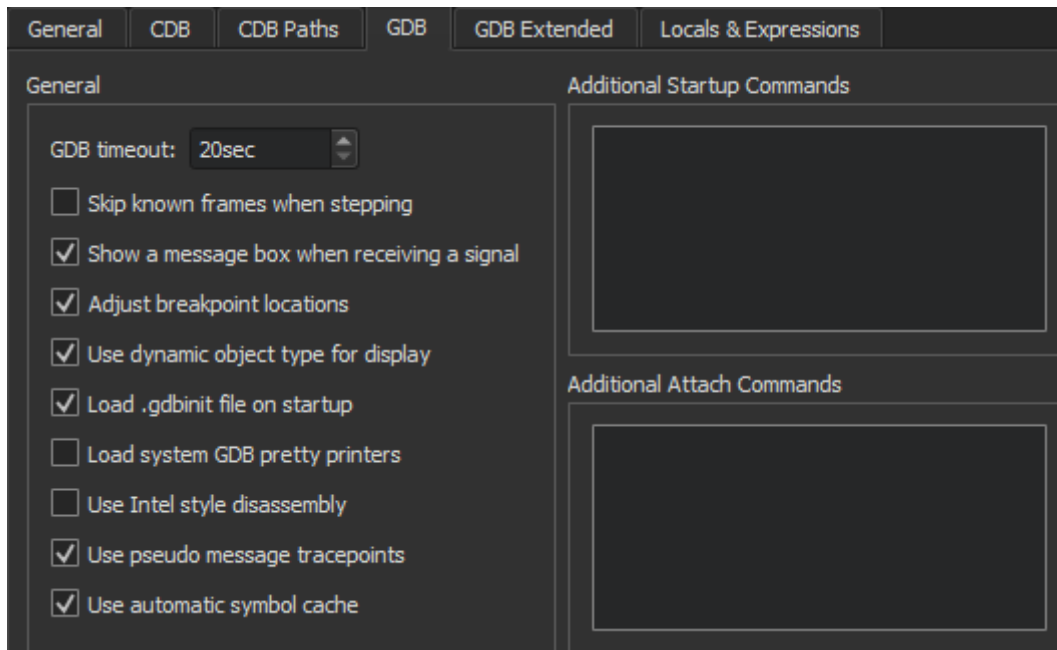 General CDB CDB Paths GDB GDB Extended Locals & Expressions
General
GDB timeout: 20sec
Skip known frames when stepping
Show a message box when receiving a signal
Adjust breakpoint locations
Use dynamic object type for display
Load .gdbinit file on startup
Load system GDB pretty printers
Use Intel style disassembly
Use pseudo message tracepoints
Use automatic symbol cache
Additional Startup Commands
Additional Attach Commands